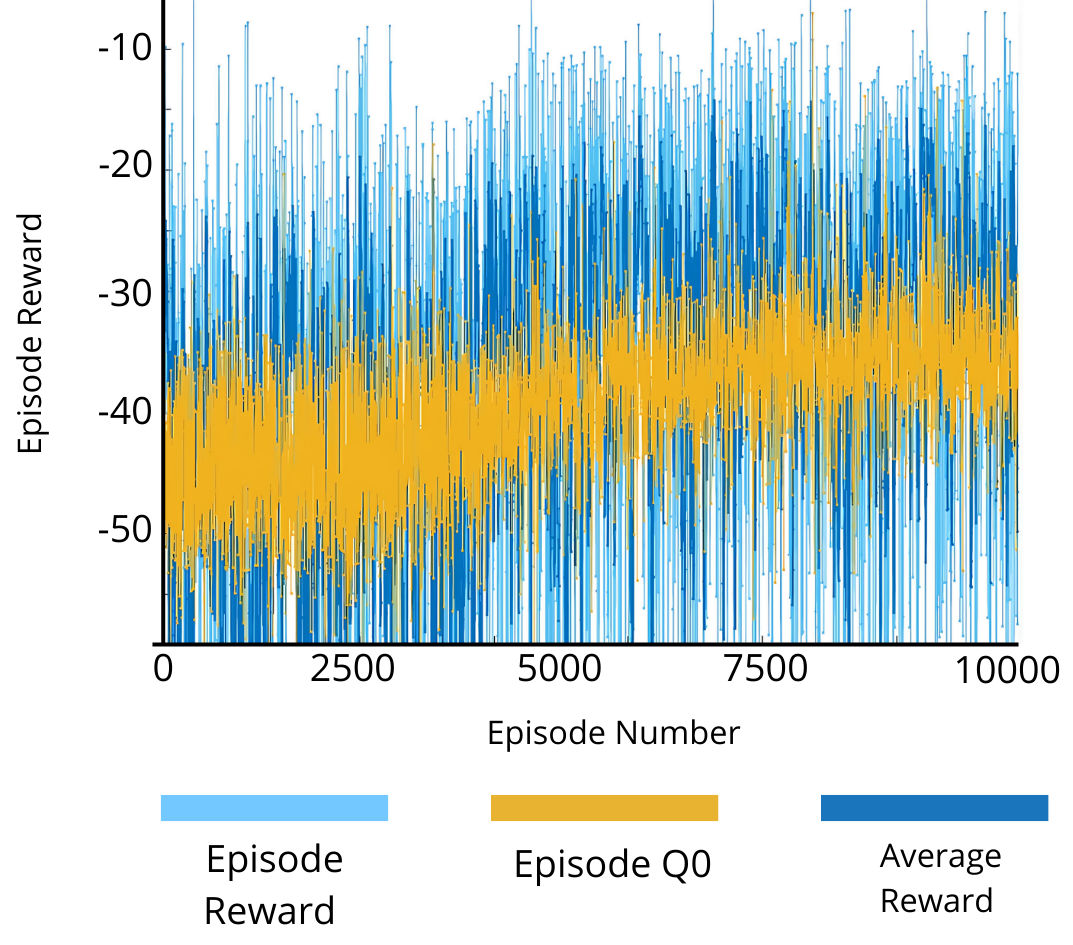 -10
-20
-30
-40
-50
Episode Reward
0 2500 5000 7500 10000
Episode Number
Episode
Reward
Episode Q0
Average
Reward